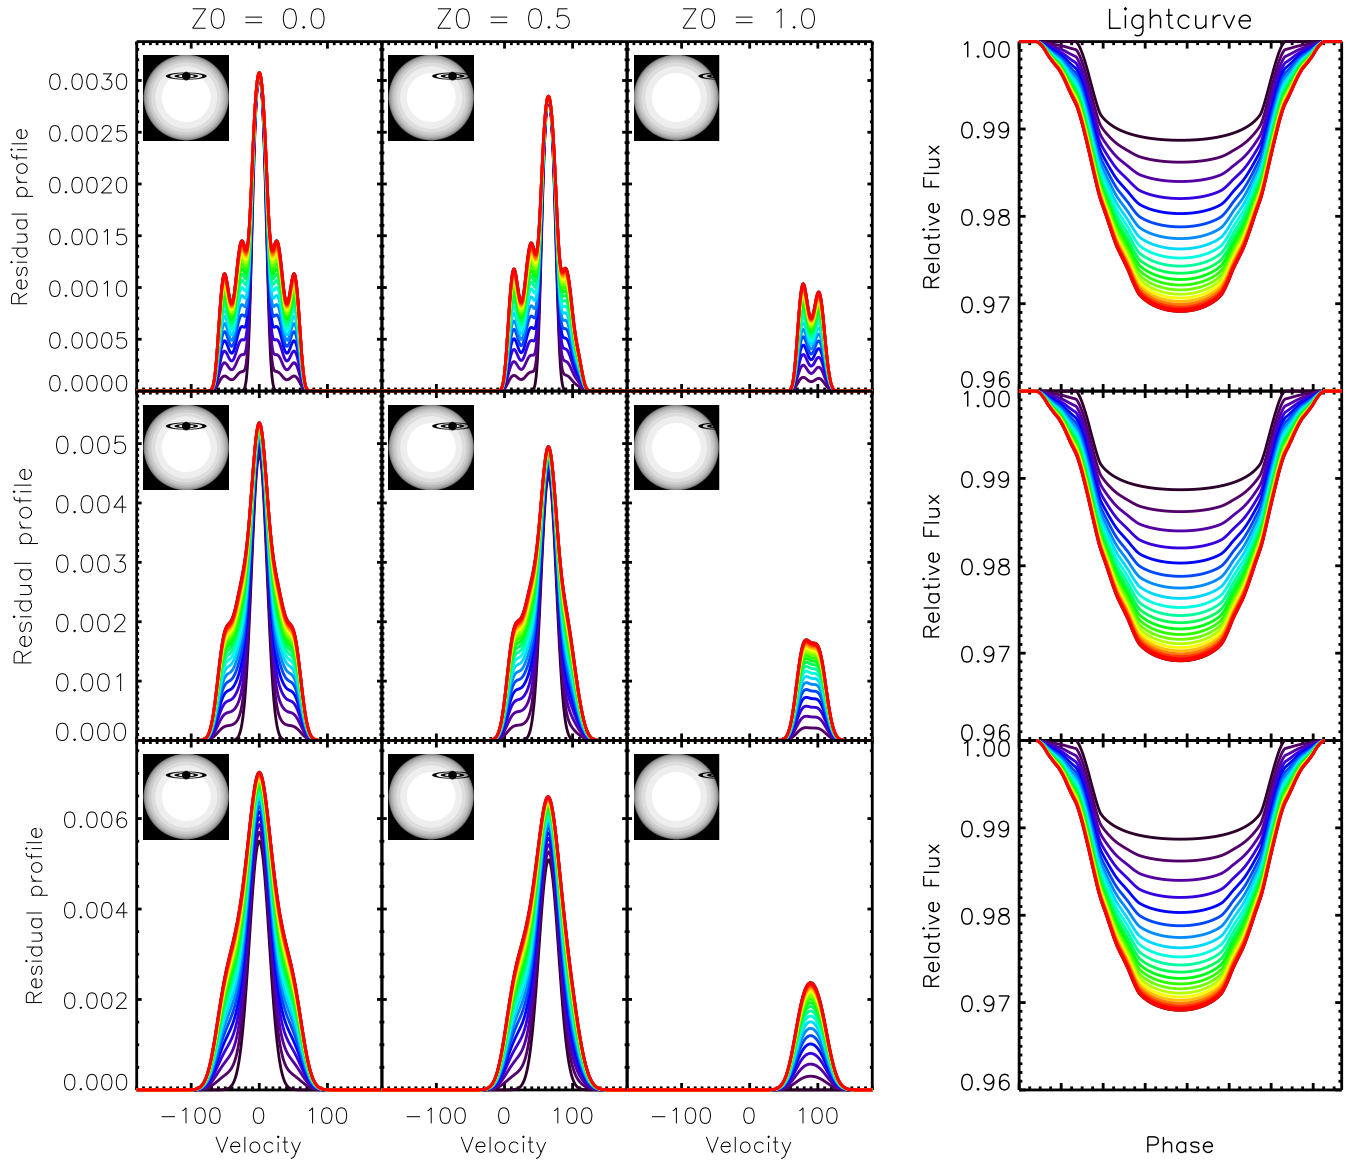 Z0 = 0.0
Z0 = 0.5
Z0 = 1.0
Lightcurve
0.0030
0.0025
0.0020
0.0015
0.0010
0.0005
0.0000
Residual profile
1.00
0.99
0.98
0.97
0.96
Relative Flux
0.005
0.004
0.003
0.002
0.001
0.000
Residual profile
1.00
0.99
0.98
0.97
0.96
Relative Flux
0.006
0.004
0.002
0.000
Residual profile
1.00
0.99
0.98
0.97
0.96
Relative Flux
−100 0 100
−100 0 100
−100 0 100
Velocity
Velocity
Velocity
Phase